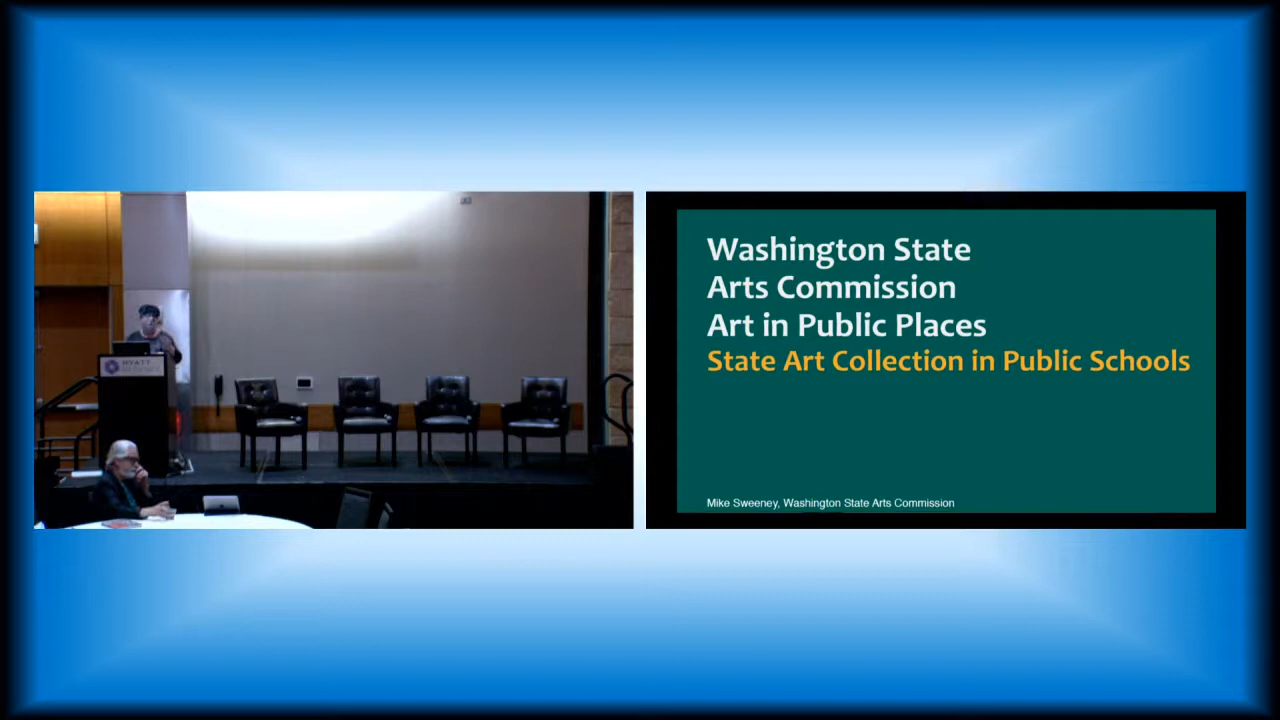 HYATT
Washington State
Arts Commission
Art in Public Places
State Art Collection in Public Schools
Mike Sweeney, Washington State Arts Commission